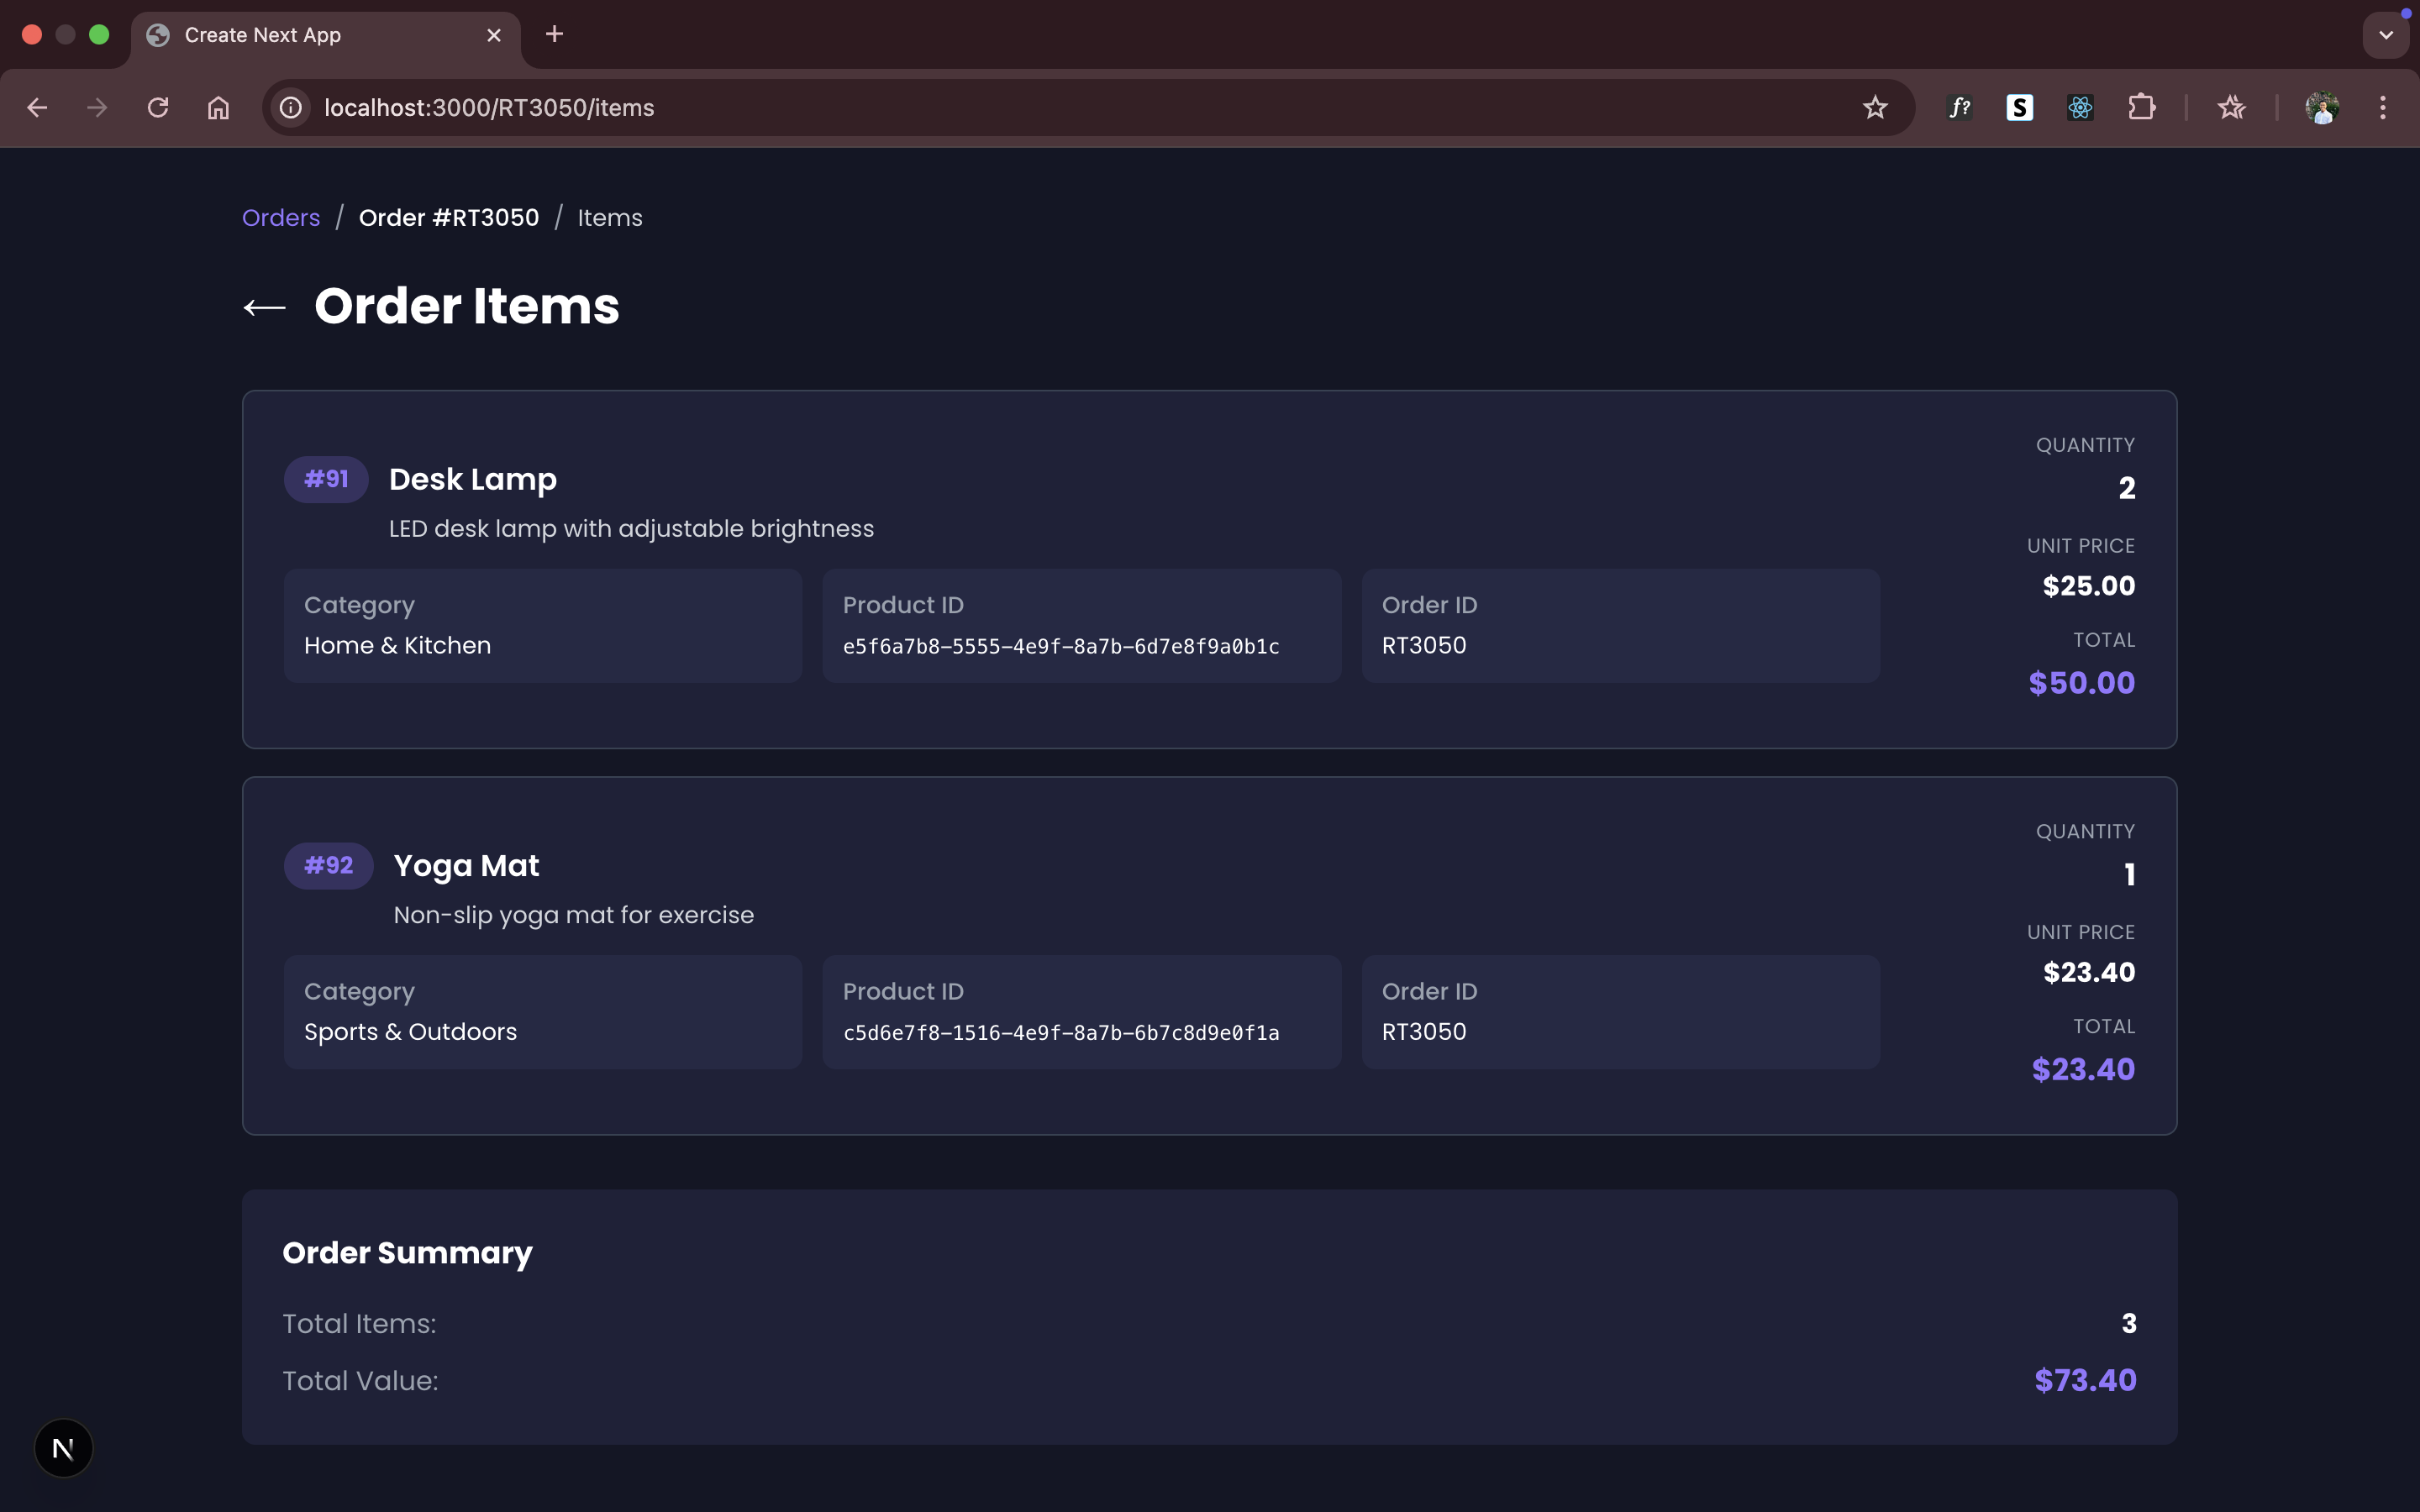 Create Next App
localhost:3000/RT3050/items
f?
S
Orders / Order #RT3050 / Items
← Order Items
#91 Desk Lamp
LED desk lamp with adjustable brightness
Category
Home & Kitchen
Product ID
e5f6a7b8-5555-4e9f-8a7b-6d7e8f9a0b1c
Order ID
RT3050
QUANTITY
2
UNIT PRICE
$25.00
TOTAL
$50.00
#92 Yoga Mat
Non-slip yoga mat for exercise
Category
Sports & Outdoors
Product ID
c5d6e7f8-1516-4e9f-8a7b-6b7c8d9e0f1a
Order ID
RT3050
QUANTITY
1
UNIT PRICE
$23.40
TOTAL
$23.40
Order Summary
Total Items: 3
Total Value: $73.40
N